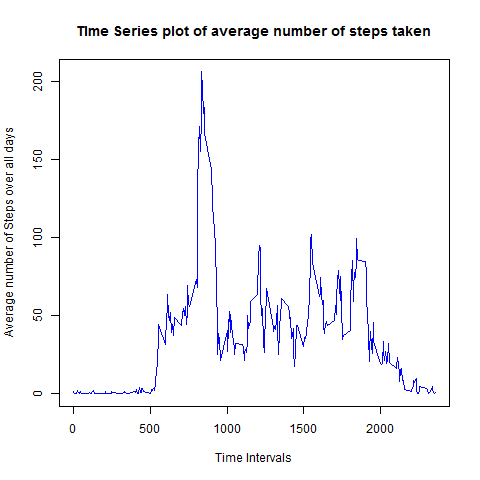 Time Series plot of average number of steps taken
Average number of Steps over all days
200
150
100
50
0
0 500 1000 1500 2000
Time Intervals